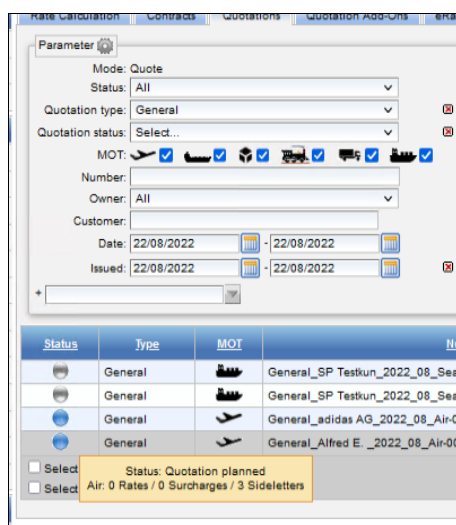 Rate Calculation Contracts Quotations Quotation Add-Ons eRa
Parameter
Mode: Quote
Status: All
Quotation type: General
Quotation status: Select...
MOT:
Number:
Owner: All
Customer:
Date: 22/08/2022 - 22/08/2022
Issued: 22/08/2022 - 22/08/2022
+
Status Type MOT
General General_SP Testkun_2022_08_Sea
General General_SP Testkun_2022_08_Sea
General General_adidas AG_2022_08_Air-0
General General_Alfred E. _2022_08_Air-00
Select
Select
Status: Quotation planned
Air: 0 Rates / 0 Surcharges / 3 Sideletters